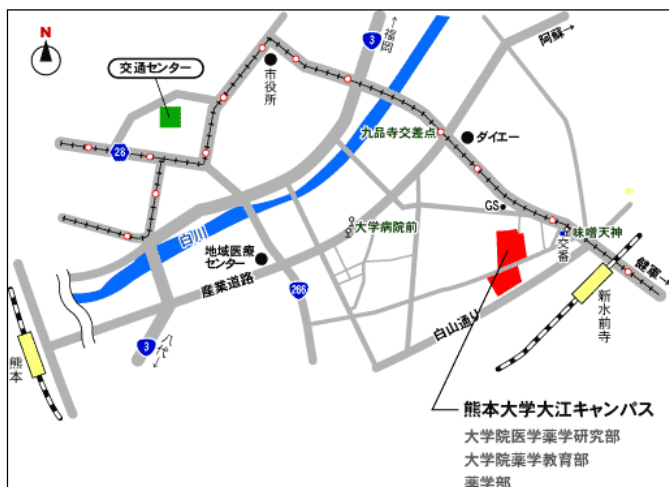 N
交通センター
市役所
3
←福岡
阿蘇→
九品寺交差点
ダイエー
28
GS
大学病院前
味噌天神
交番
白川
地域医療
センター
健軍→
産業道路
266
白山通り
新水前寺
3
八代→
熊本
熊本大学大江キャンパス
大学院医学薬学研究部
大学院薬学教育部
薬学部